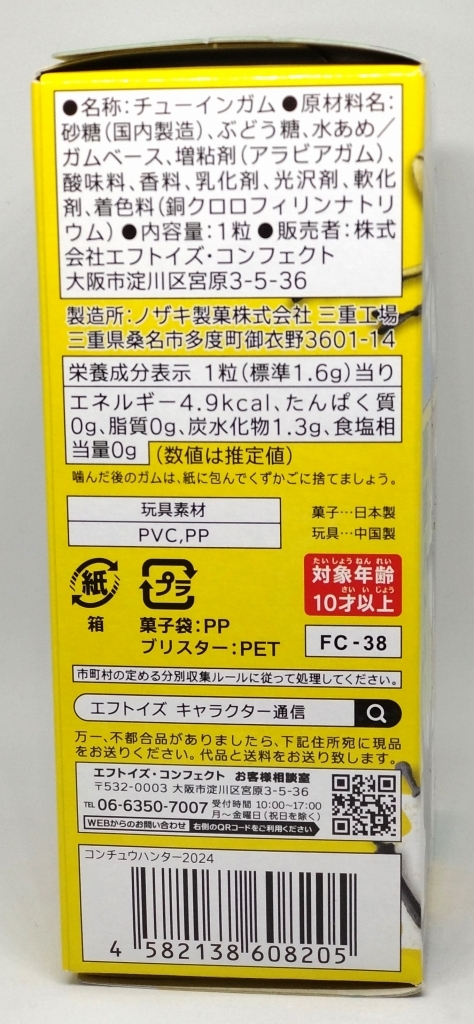 ●名称:チューインガム●原材料名:
砂糖(国内製造)、ぶどう糖、水あめ/
ガムベース、増粘剤(アラビアガム)、
酸味料、香料、乳化剤、光沢剤、軟化
剤、着色料(銅クロロフィリンナトリ
ウム)●内容量:1粒●販売者:株式
会社エフトイズ・コンフェクト
大阪市淀川区宮原3-5-36
製造所:ノザキ製菓株式会社 三重工場
三重県桑名市多度町御衣野3601-14
栄養成分表示 1粒(標準1.6g)当り
エネルギー4.9kcal、たんぱく質
0g、脂質0g、炭水化物1.3g、食塩相
当量0g (数値は推定値)
噛んだ後のガムは、紙に包んでくずかごに捨てましょう。
玩具素材
PVC,PP
菓子…日本製
玩具…中国製
紙
箱
プラ
菓子袋:PP
ブリスター:PET
たいしょうねんれい
対象年齢
さいいじょう
10才以上
FC-38
市町村の定める分別収集ルールに従って処理してください。
エフトイズ キャラクター通信
万一、不都合品がありましたら、下記住所宛に現品
をお送りください。代品と送料をお送り致します。
エフトイズ・コンフェクト お客様相談室
〒532-0003 大阪市淀川区宮原3-5-36
TEL 06-6350-7007 受付時間 10:00~17:00
月~金曜日(祝日を除く)
WEBからのお問い合わせ 右側のQRコードをご利用ください
コンチュウハンター2024
4 582138 608205